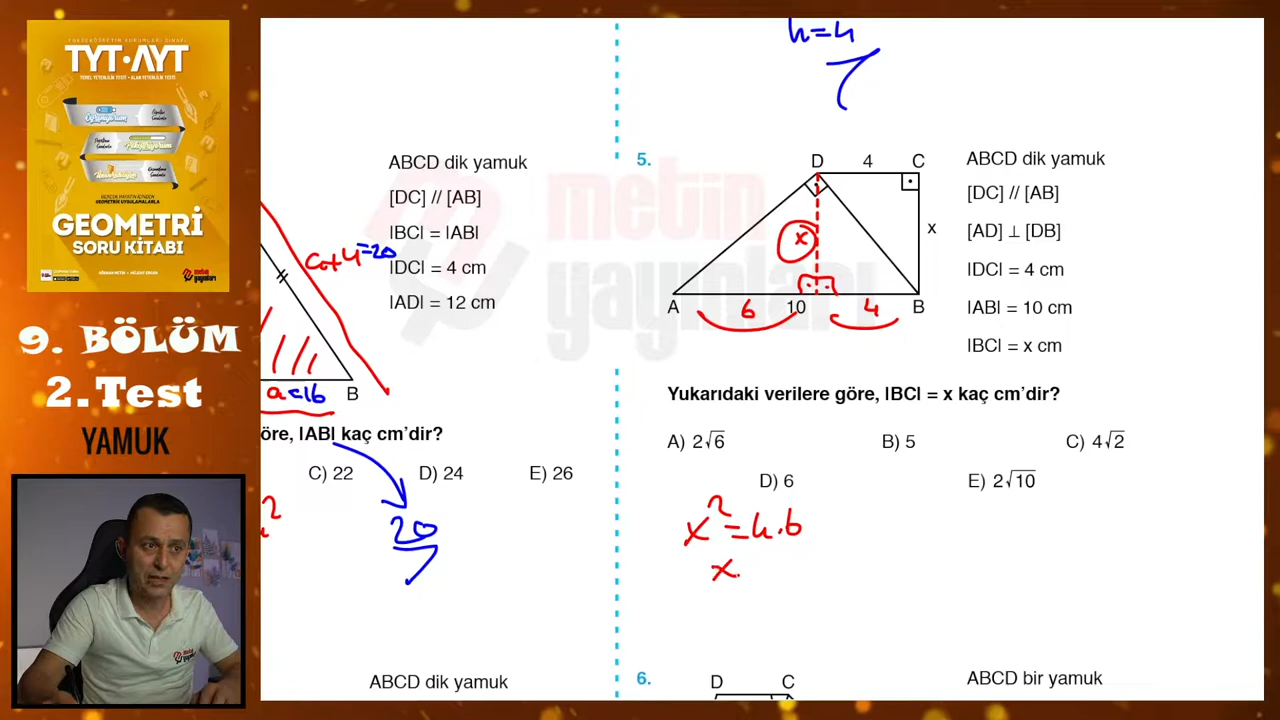 TYT•AYT
GEOMETRİ
SORU KİTABI
9. BÖLÜM
2.Test
YAMUK
ABCD dik yamuk
[DC] // [AB]
|BC| = |AB|
|DC| = 4 cm
|AD| = 12 cm
a=16
B
öre, |AB| kaç cm'dir?
C) 22
D) 24
E) 26
20
h=4
5.
D 4 C
x
x
A 6 10 4 B
ABCD dik yamuk
[DC] // [AB]
[AD] ⊥ [DB]
|DC| = 4 cm
|AB| = 10 cm
|BC| = x cm
Yukarıdaki verilere göre, |BC| = x kaç cm'dir?
A) 2√6
B) 5
C) 4√2
D) 6
E) 2√10
x²=4.6
x
metin
yayınları
ABCD dik yamuk
6.
D C
ABCD bir yamuk